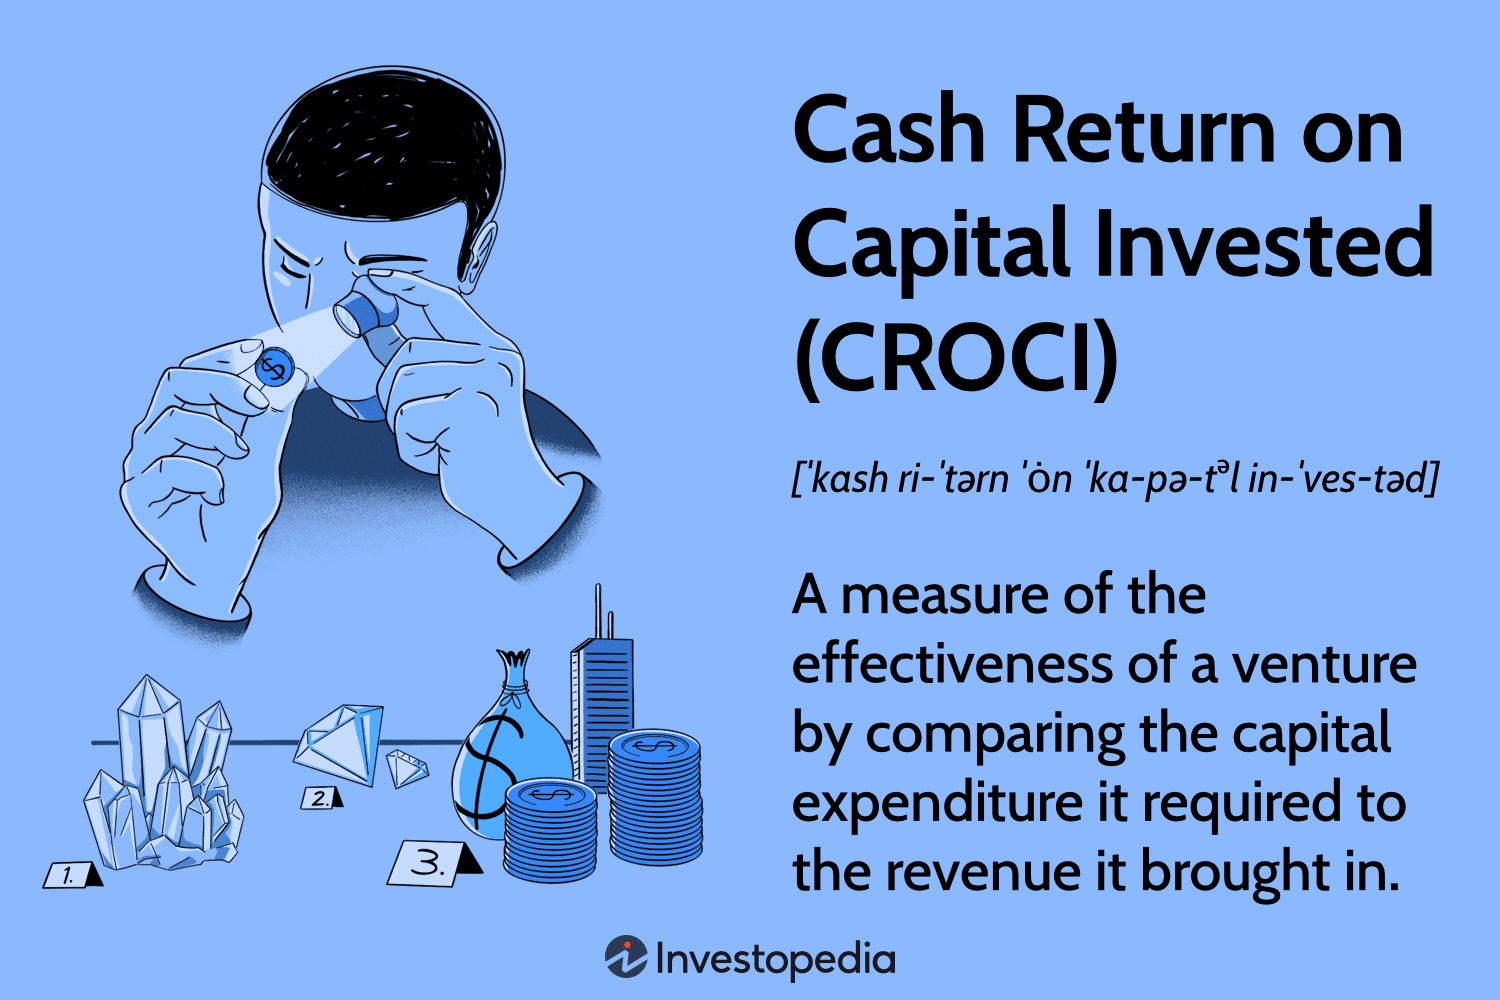 Cash Return on
Capital Invested
(CROCI)
[ˈkash ri-ˈtərn ˈȯn ˈka-pə-tᵊl in-ˈves-təd]
A measure of the
effectiveness of a venture
by comparing the capital
expenditure it required to
the revenue it brought in.
$
$
$
$
1.
2.
3.
Investopedia